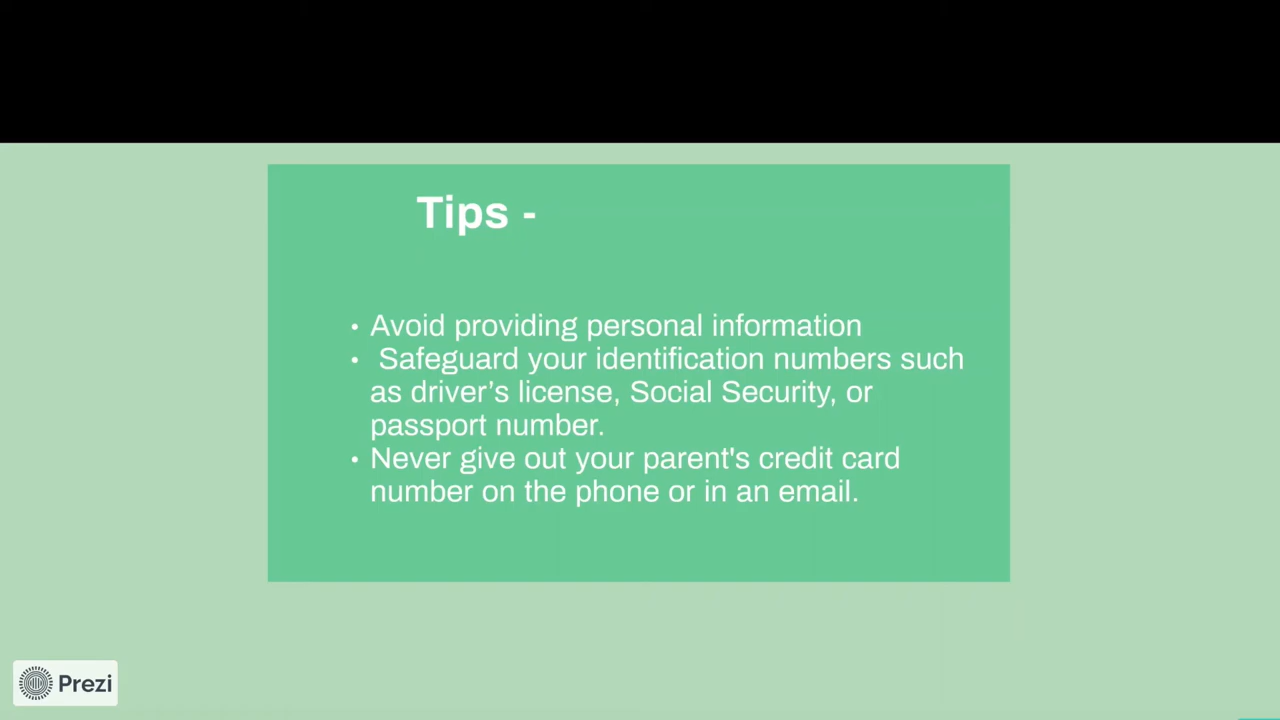 Tips -
• Avoid providing personal information
• Safeguard your identification numbers such
as driver’s license, Social Security, or
passport number.
• Never give out your parent's credit card
number on the phone or in an email.
Prezi